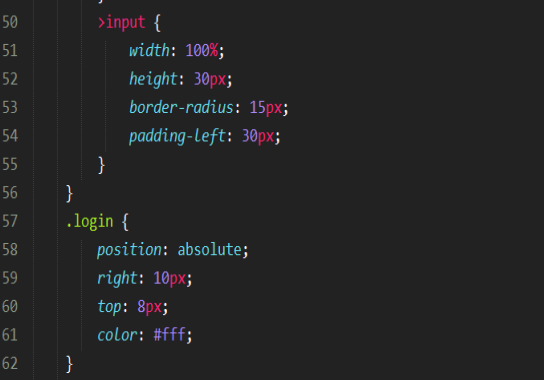 }
50 >input {
51 width: 100%;
52 height: 30px;
53 border-radius: 15px;
54 padding-left: 30px;
55 }
56 }
57 .login {
58 position: absolute;
59 right: 10px;
60 top: 8px;
61 color: #fff;
62 }